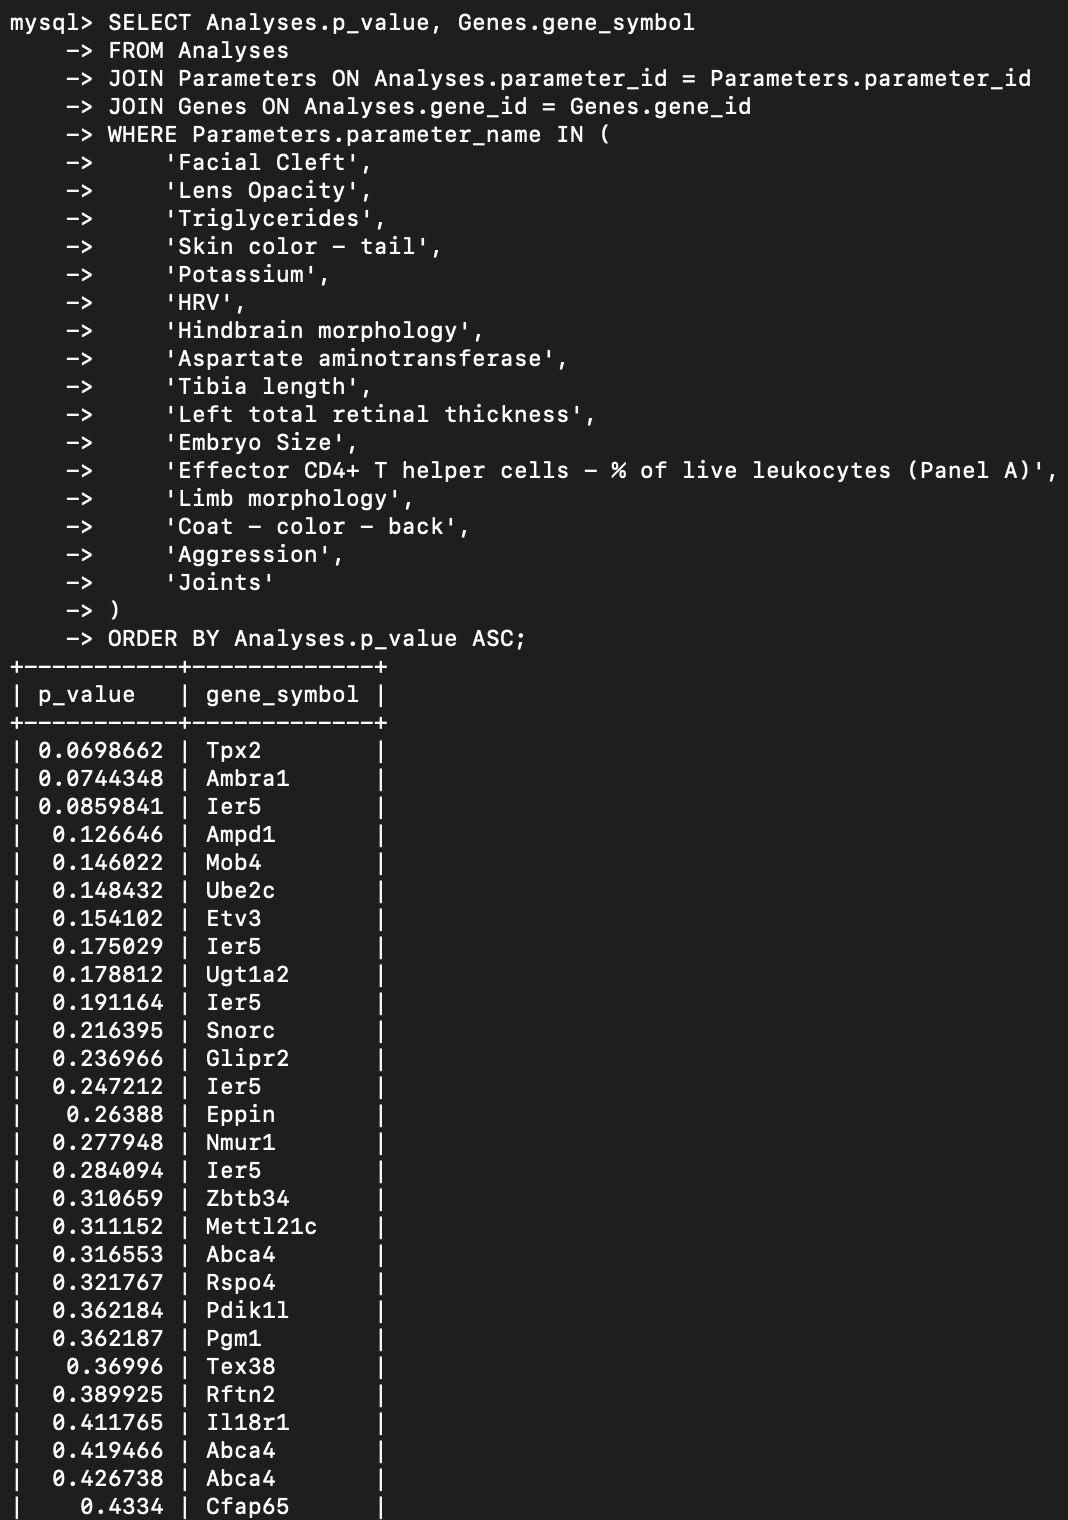 mysql> SELECT Analyses.p_value, Genes.gene_symbol
    -> FROM Analyses
    -> JOIN Parameters ON Analyses.parameter_id = Parameters.parameter_id
    -> JOIN Genes ON Analyses.gene_id = Genes.gene_id
    -> WHERE Parameters.parameter_name IN (
    ->     'Facial Cleft',
    ->     'Lens Opacity',
    ->     'Triglycerides',
    ->     'Skin color - tail',
    ->     'Potassium',
    ->     'HRV',
    ->     'Hindbrain morphology',
    ->     'Aspartate aminotransferase',
    ->     'Tibia length',
    ->     'Left total retinal thickness',
    ->     'Embryo Size',
    ->     'Effector CD4+ T helper cells - % of live leukocytes (Panel A)',
    ->     'Limb morphology',
    ->     'Coat - color - back',
    ->     'Aggression',
    ->     'Joints'
    -> )
    -> ORDER BY Analyses.p_value ASC;
+-----------+-------------+
| p_value   | gene_symbol |
+-----------+-------------+
| 0.0698662 | Tpx2        |
| 0.0744348 | Ambra1      |
| 0.0859841 | Ier5        |
|  0.126646 | Ampd1       |
|  0.146022 | Mob4        |
|  0.148432 | Ube2c       |
|  0.154102 | Etv3        |
|  0.175029 | Ier5        |
|  0.178812 | Ugt1a2      |
|  0.191164 | Ier5        |
|  0.216395 | Snorc       |
|  0.236966 | Glipr2      |
|  0.247212 | Ier5        |
|   0.26388 | Eppin       |
|  0.277948 | Nmur1       |
|  0.284094 | Ier5        |
|  0.310659 | Zbtb34      |
|  0.311152 | Mettl21c    |
|  0.316553 | Abca4       |
|  0.321767 | Rspo4       |
|  0.362184 | Pdik1l      |
|  0.362187 | Pgm1        |
|   0.36996 | Tex38       |
|  0.389925 | Rftn2       |
|  0.411765 | Il18r1      |
|  0.419466 | Abca4       |
|  0.426738 | Abca4       |
|    0.4334 | Cfap65      |